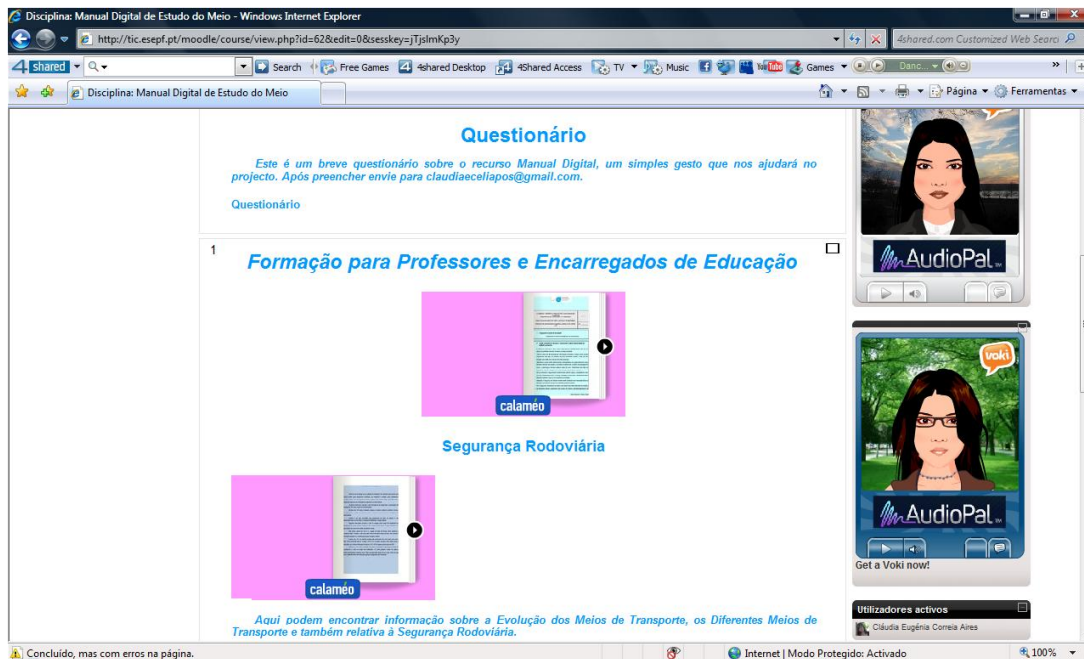 Disciplina: Manual Digital de Estudo do Meio - Windows Internet Explorer
http://tic.esepf.pt/moodle/course/view.php?id=62&edit=0&sesskey=jTjslmKp3y
4shared.com Customized Web Searc
4 shared
Search
Free Games
4shared Desktop
4Shared Access
TV
Music
You Tube
Games
Danc...
Disciplina: Manual Digital de Estudo do Meio
Página
Ferramentas
Questionário
Este é um breve questionário sobre o recurso Manual Digital, um simples gesto que nos ajudará no
projecto. Após preencher envie para claudiaeceliapos@gmail.com.
Questionário
1
Formação para Professores e Encarregados de Educação
calaméo
Segurança Rodoviária
calaméo
Aqui podem encontrar informação sobre a Evolução dos Meios de Transporte, os Diferentes Meios de
Transporte e também relativa à Segurança Rodoviária.
AudioPal
voki
AudioPal
Get a Voki now!
Utilizadores activos
Cláudia Eugénia Correia Aires
Concluído, mas com erros na página.
Internet | Modo Protegido: Activado
100%